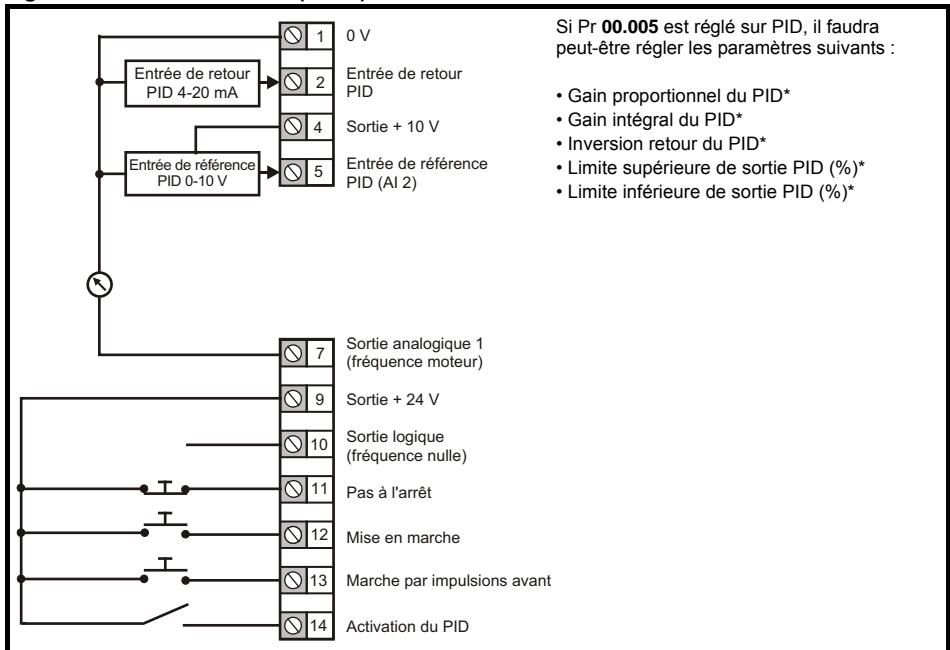 1
0 V
Entrée de retour
PID 4-20 mA
2
Entrée de retour
PID
4
Sortie + 10 V
Entrée de référence
PID 0-10 V
5
Entrée de référence
PID (AI 2)
7
Sortie analogique 1
(fréquence moteur)
9
Sortie + 24 V
10
Sortie logique
(fréquence nulle)
11
Pas à l'arrêt
12
Mise en marche
13
Marche par impulsions avant
14
Activation du PID
Si Pr 00.005 est réglé sur PID, il faudra
peut-être régler les paramètres suivants :
• Gain proportionnel du PID*
• Gain intégral du PID*
• Inversion retour du PID*
• Limite supérieure de sortie PID (%)*
• Limite inférieure de sortie PID (%)*